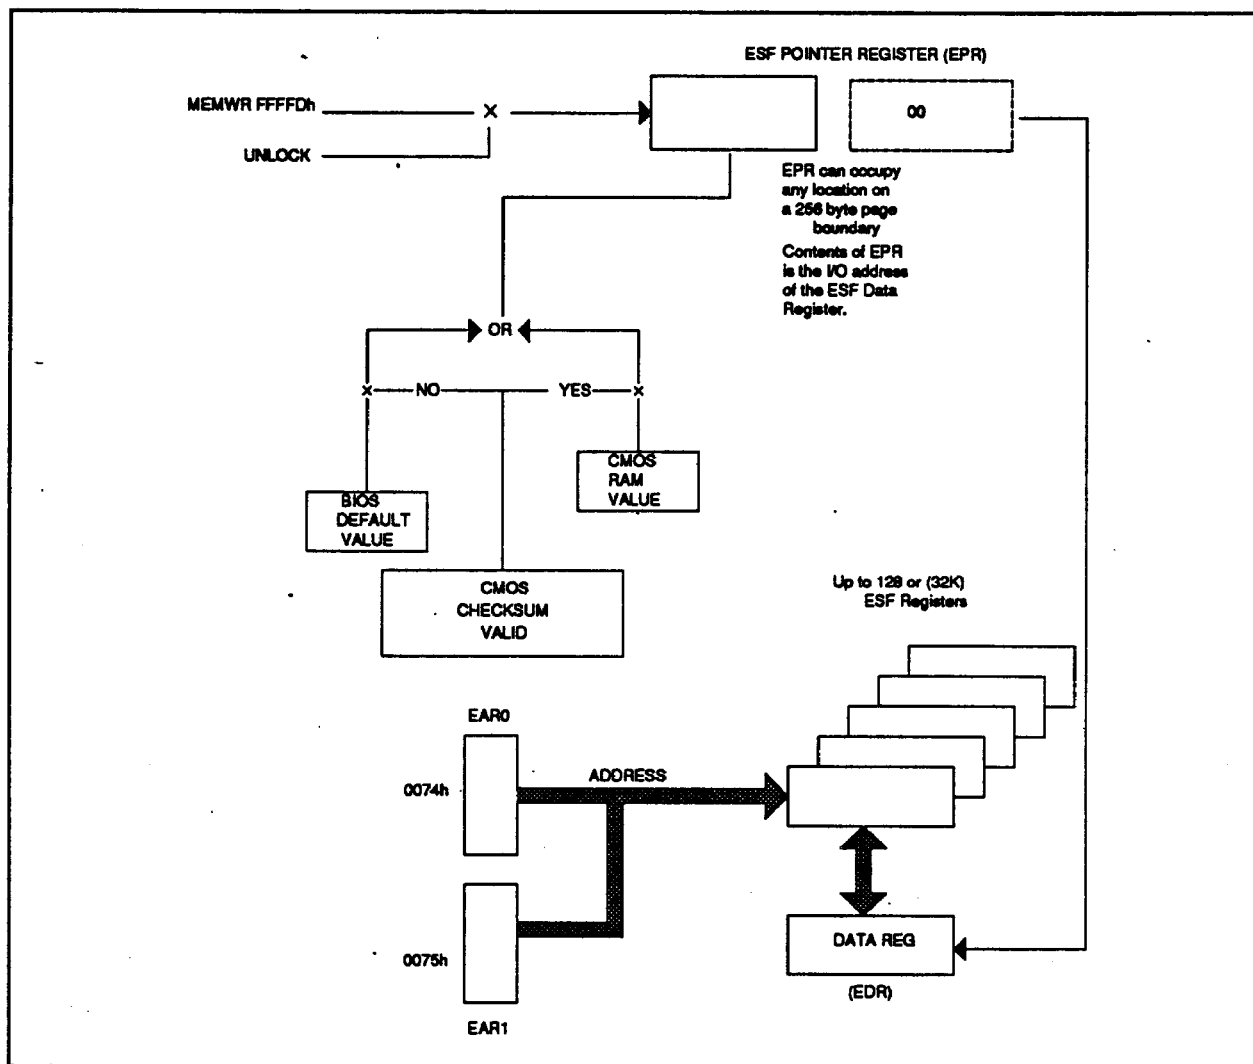 ESF POINTER REGISTER (EPR)
MEMWR FFFFDh
X
00
UNLOCK
EPR can occupy
any location on
a 256 byte page
boundary
Contents of EPR
is the I/O address
of the ESF Data
Register.
OR
x NO YES x
CMOS
RAM
VALUE
BIOS
DEFAULT
VALUE
CMOS
CHECKSUM
VALID
Up to 128 or (32K)
ESF Registers
EAR0
ADDRESS
0074h
DATA REG
0075h
(EDR)
EAR1